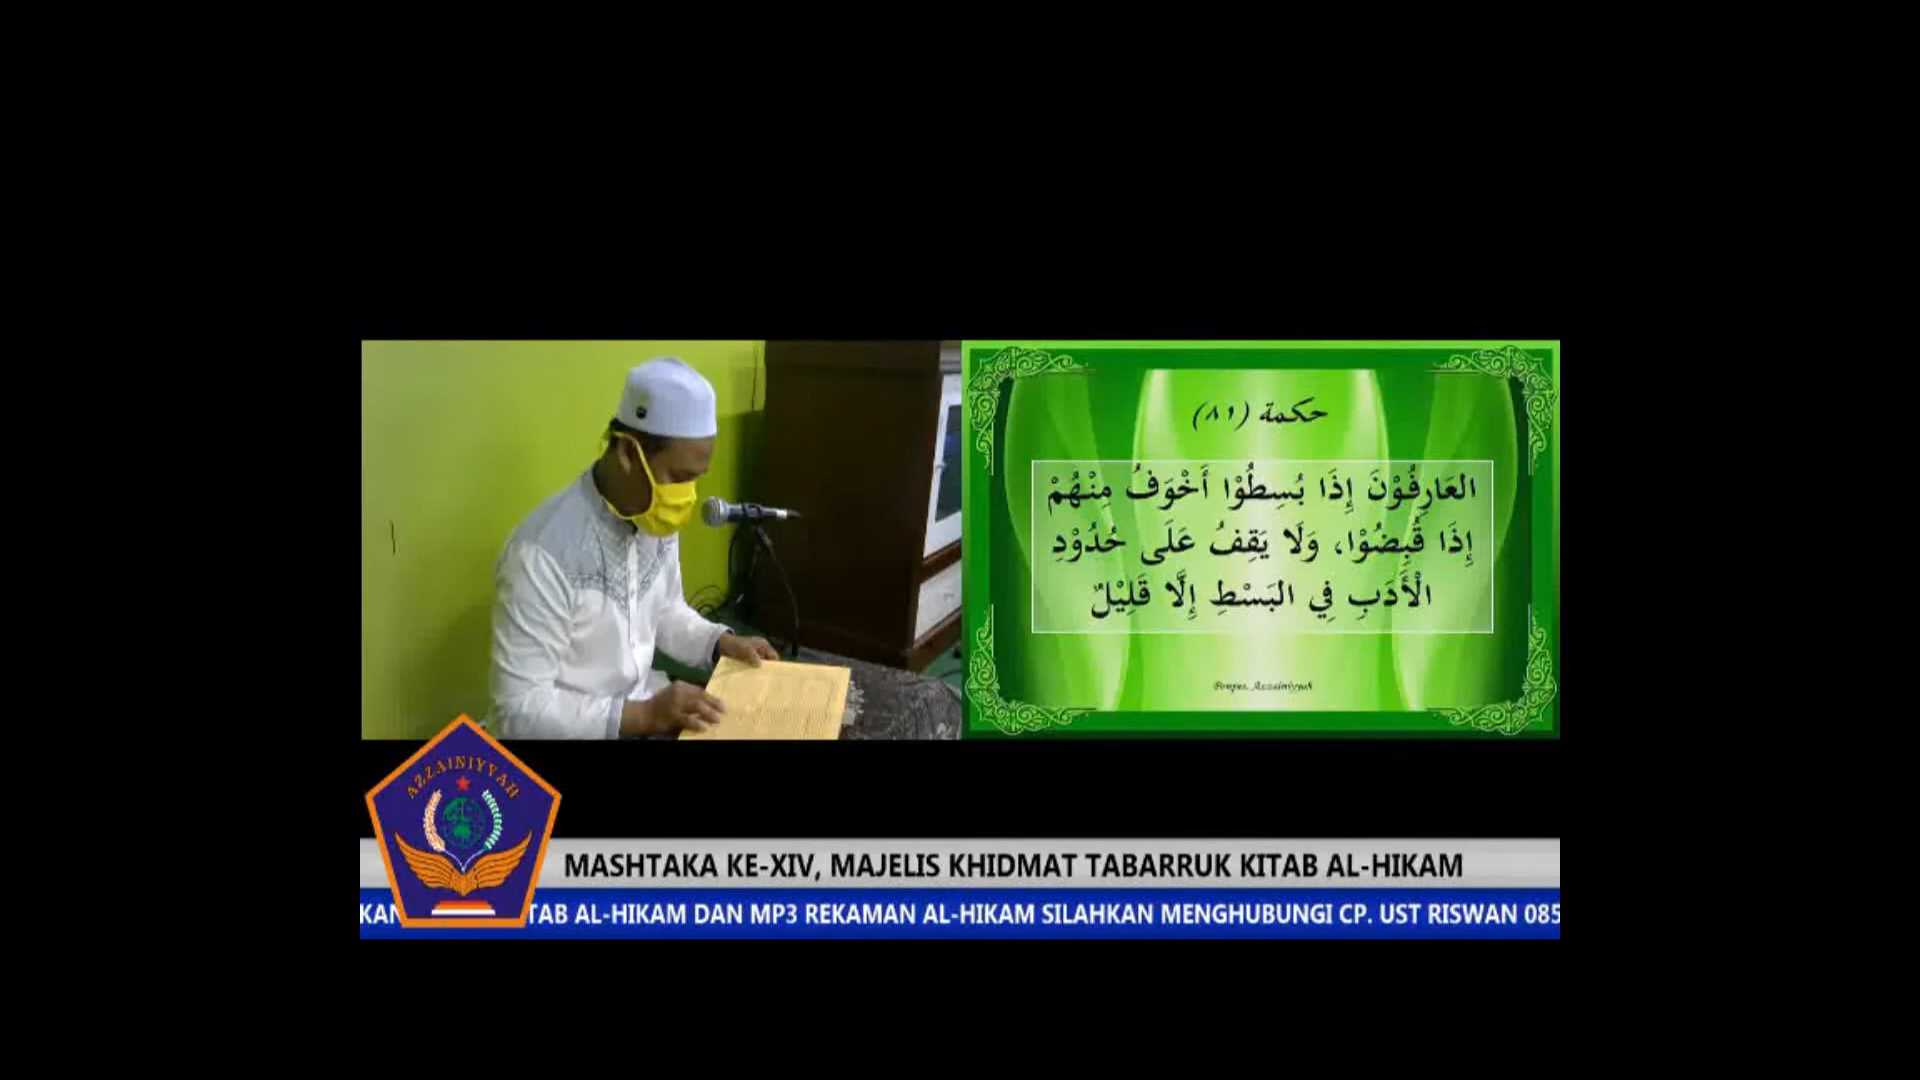 حكمة (٨١)
العَارِفُوْنَ إِذَا بُسِطُوْا أَخْوَفُ مِنْهُمْ
إِذَا قُبِضُوْا، وَلَا يَقِفُ عَلَى حُدُوْدِ
الْأَدَبِ فِي البَسْطِ إِلَّا قَلِيْلٌ
Ponpes. Azzainiyyah
AZZAINIYYAH
MASHTAKA KE-XIV, MAJELIS KHIDMAT TABARRUK KITAB AL-HIKAM
KAN TAB AL-HIKAM DAN MP3 REKAMAN AL-HIKAM SILAHKAN MENGHUBUNGI CP. UST RISWAN 085